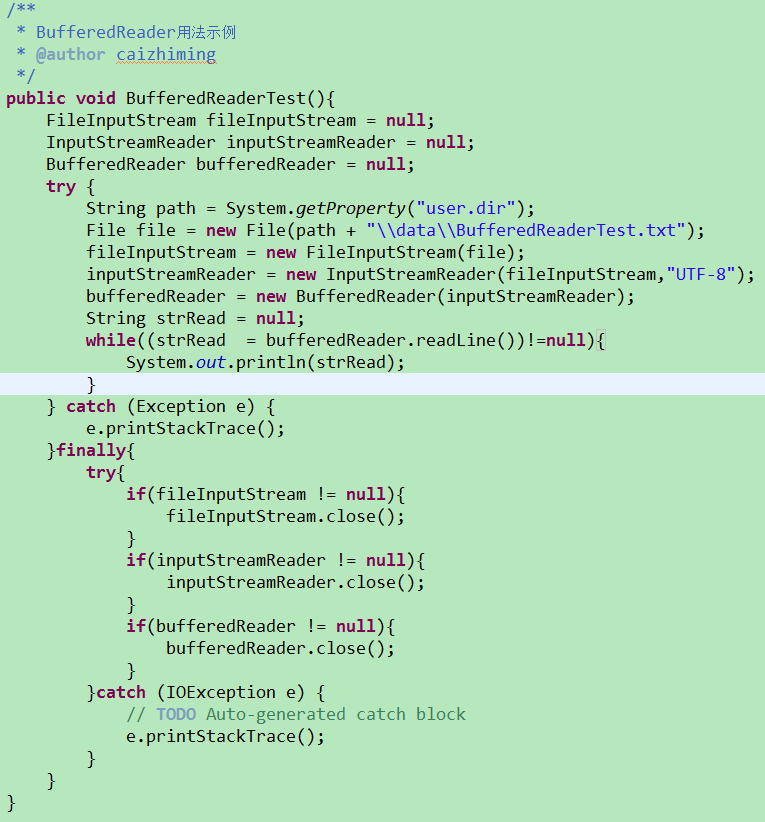 /**
 * BufferedReader用法示例
 * @author caizhiming
 */
public void BufferedReaderTest(){
    FileInputStream fileInputStream = null;
    InputStreamReader inputStreamReader = null;
    BufferedReader bufferedReader = null;
    try {
        String path = System.getProperty("user.dir");
        File file = new File(path + "\\data\\BufferedReaderTest.txt");
        fileInputStream = new FileInputStream(file);
        inputStreamReader = new InputStreamReader(fileInputStream,"UTF-8");
        bufferedReader = new BufferedReader(inputStreamReader);
        String strRead = null;
        while((strRead  = bufferedReader.readLine())!=null){
            System.out.println(strRead);
        }
    } catch (Exception e) {
        e.printStackTrace();
    }finally{
        try{
            if(fileInputStream != null){
                fileInputStream.close();
            }
            if(inputStreamReader != null){
                inputStreamReader.close();
            }
            if(bufferedReader != null){
                bufferedReader.close();
            }
        }catch (IOException e) {
            // TODO Auto-generated catch block
            e.printStackTrace();
        }
    }
}